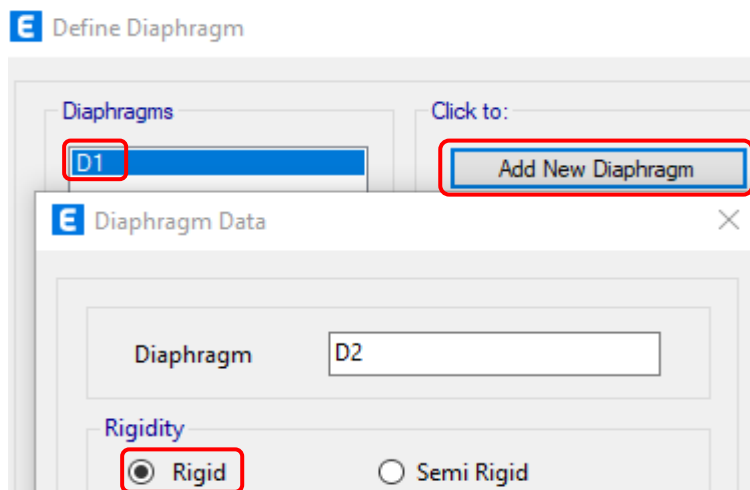 E Define Diaphragm
Diaphragms
Click to:
D1
Add New Diaphragm
E Diaphragm Data
Diaphragm D2
Rigidity
Rigid Semi Rigid